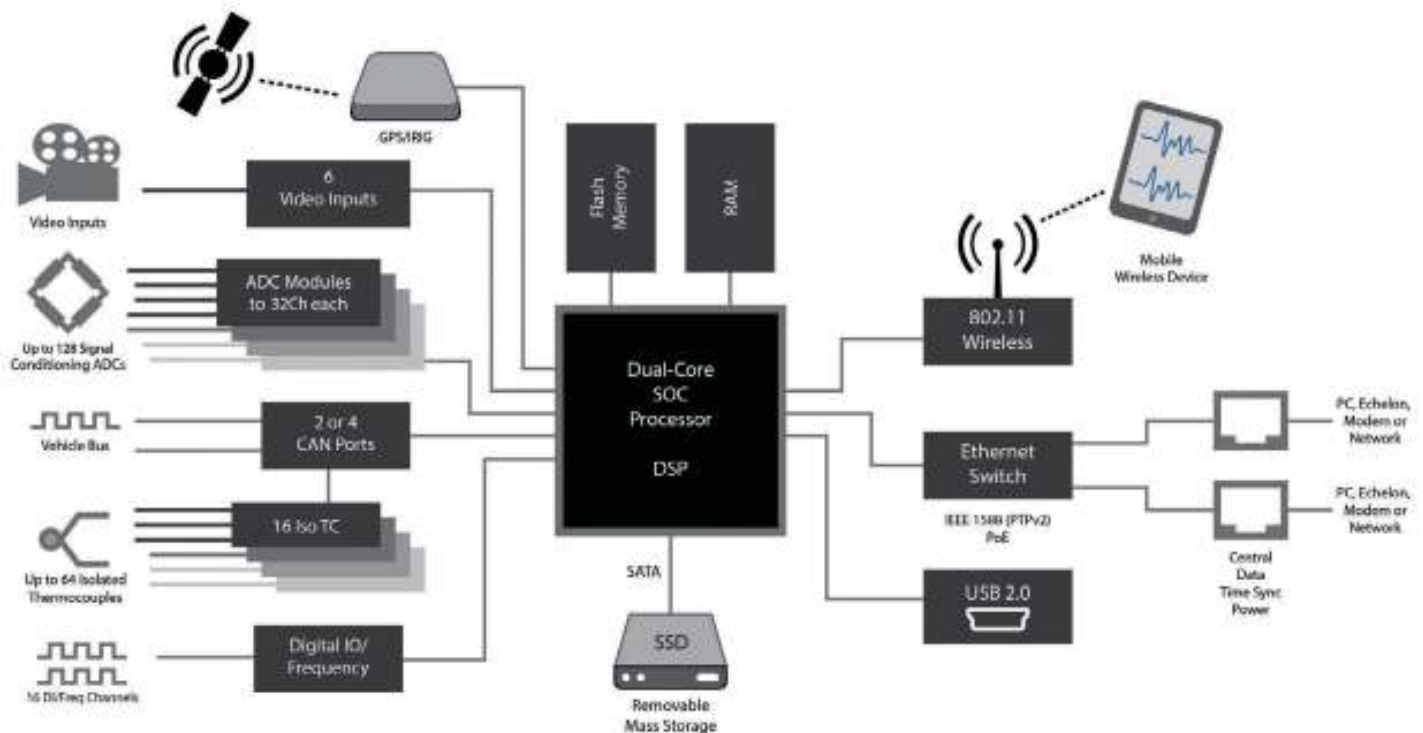 GPS/IRIG
6
Video Inputs
Video Inputs
ADC Modules
to 32Ch each
Up to 128 Signal
Conditioning ADCs
2 or 4
CAN Ports
Vehicle Bus
16 Iso TC
Up to 64 Isolated
Thermocouples
Digital IO/
Frequency
16 DI/Freq Channels
Flash
Memory
RAM
Dual-Core
SOC
Processor
DSP
SATA
SSD
Removable
Mass Storage
Mobile
Wireless Device
802.11
Wireless
Ethernet
Switch
IEEE 1588 (PTPv2)
PoE
USB 2.0
PC, Echelon,
Modem or
Network
PC, Echelon,
Modem or
Network
Central
Data
Time Sync
Power